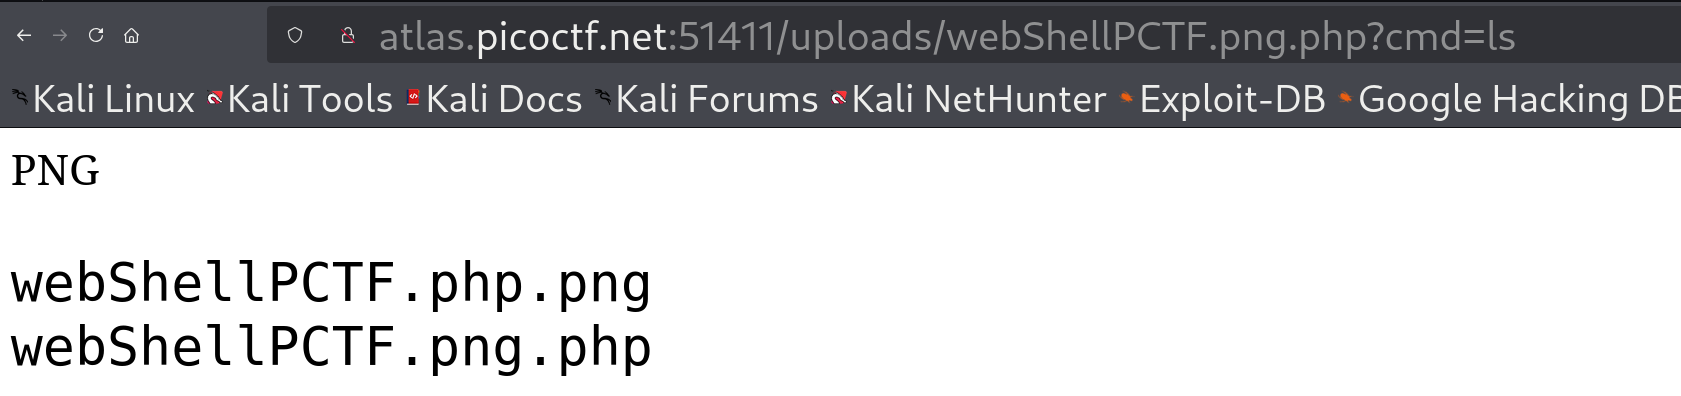 atlas.picoctf.net:51411/uploads/webShellPCTF.png.php?cmd=ls
Kali Linux Kali Tools Kali Docs Kali Forums Kali NetHunter Exploit-DB Google Hacking DB
PNG
webShellPCTF.php.png
webShellPCTF.png.php